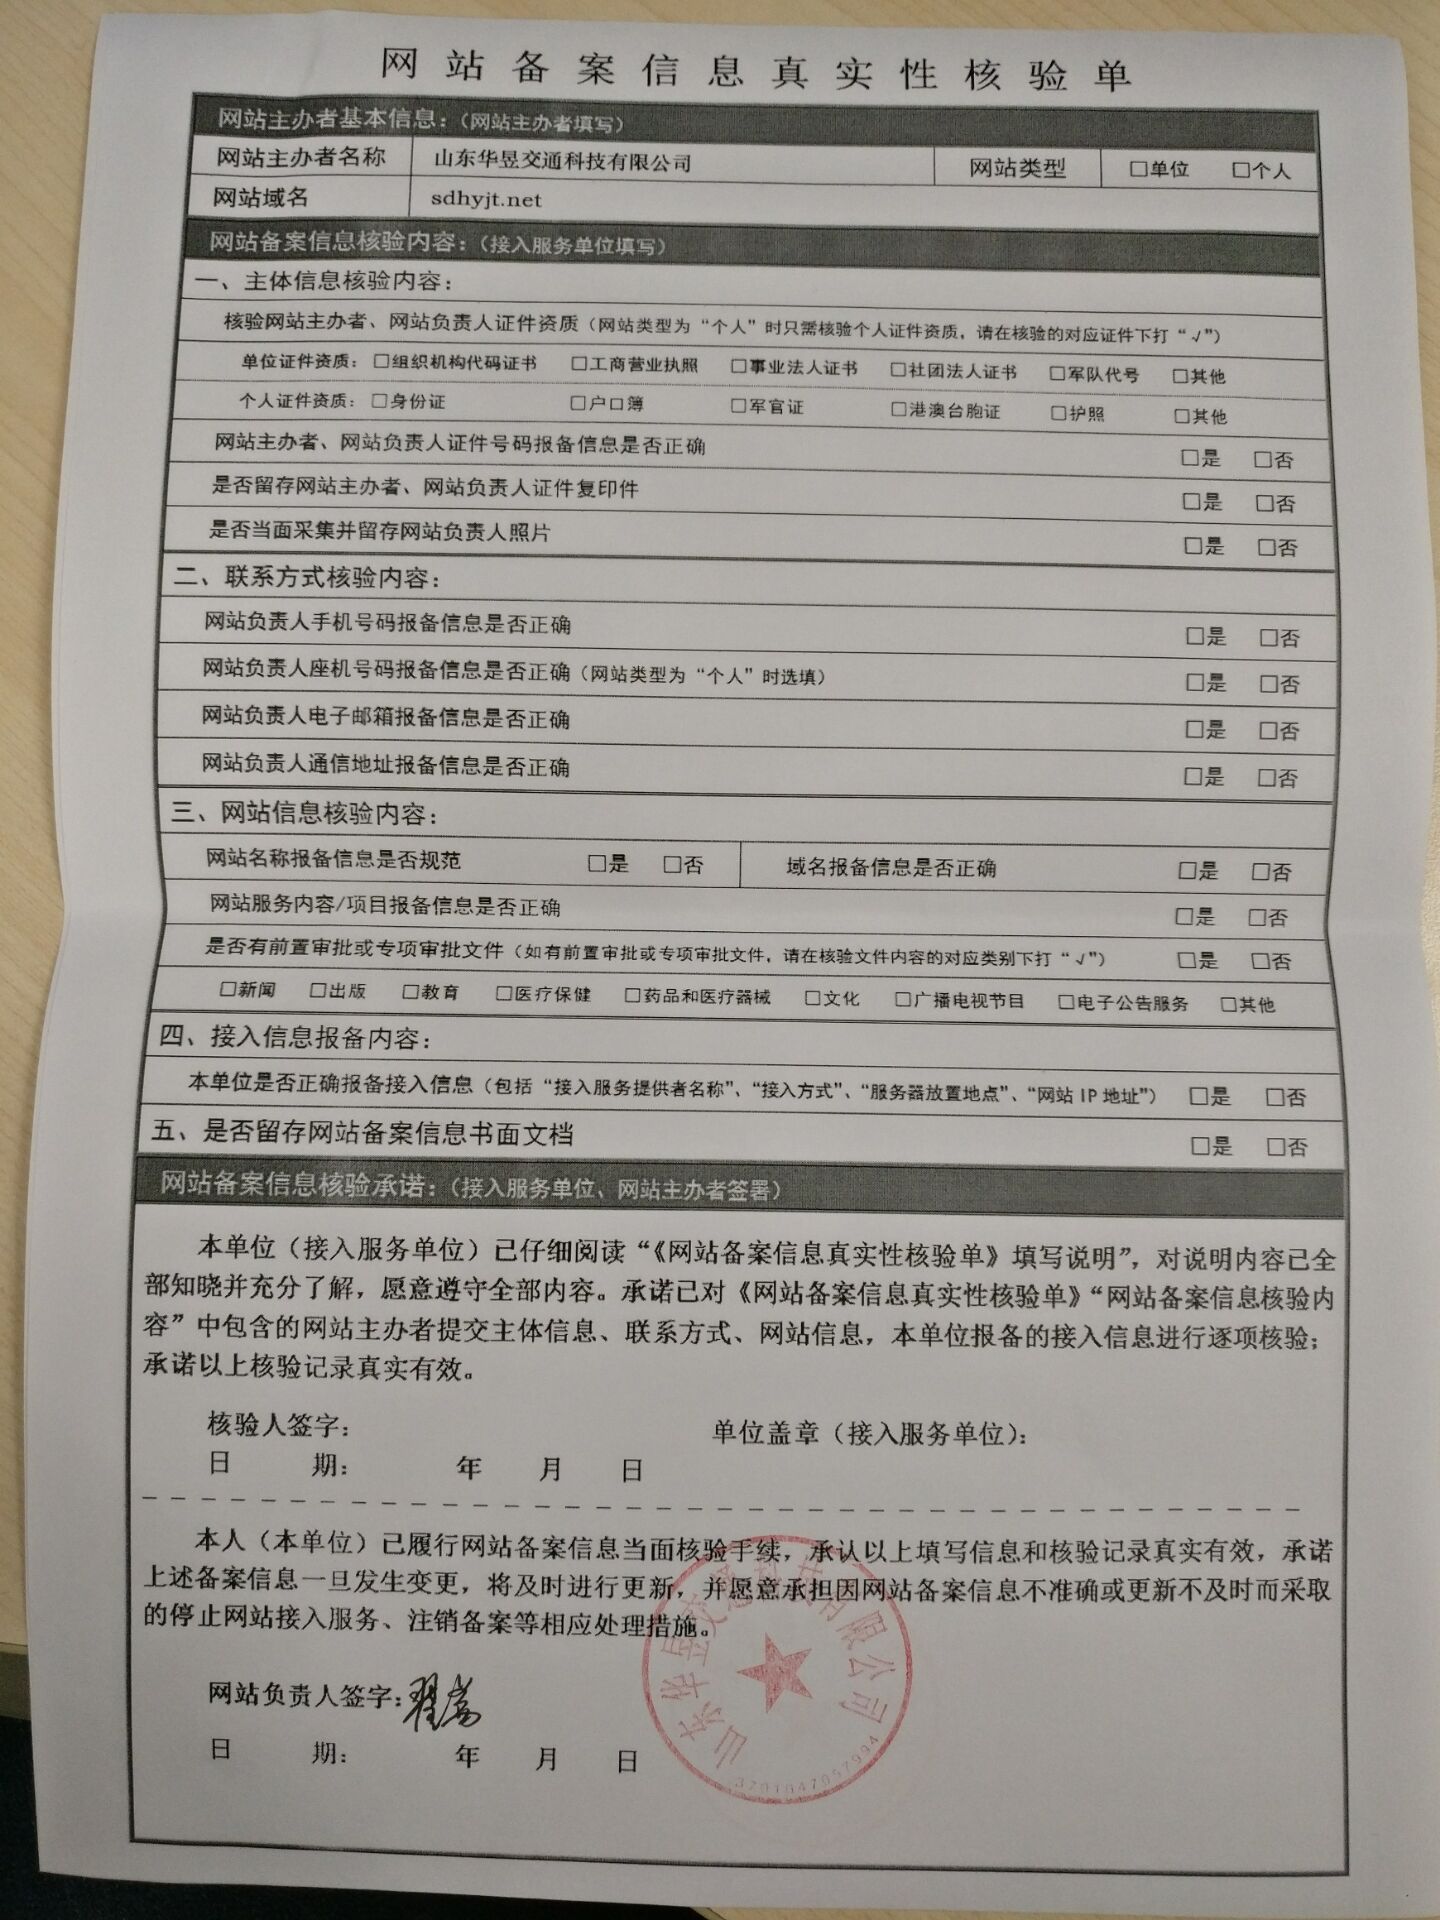 网站备案信息真实性核验单
网站主办者基本信息：（网站主办者填写）
网站主办者名称 山东华昱交通科技有限公司 网站类型 □单位 □个人
网站域名 sdhyjt.net
网站备案信息核验内容：（接入服务单位填写）
一、主体信息核验内容：
核验网站主办者、网站负责人证件资质（网站类型为“个人”时只需核验个人证件资质，请在核验的对应证件下打“√”）
单位证件资质：□组织机构代码证书 □工商营业执照 □事业法人证书 □社团法人证书 □军队代号 □其他
个人证件资质：□身份证 □户口簿 □军官证 □港澳台胞证 □护照 □其他
网站主办者、网站负责人证件号码报备信息是否正确 □是 □否
是否留存网站主办者、网站负责人证件复印件 □是 □否
是否当面采集并留存网站负责人照片 □是 □否
二、联系方式核验内容：
网站负责人手机号码报备信息是否正确 □是 □否
网站负责人座机号码报备信息是否正确（网站类型为“个人”时选填） □是 □否
网站负责人电子邮箱报备信息是否正确 □是 □否
网站负责人通信地址报备信息是否正确 □是 □否
三、网站信息核验内容：
网站名称报备信息是否规范 □是 □否 域名报备信息是否正确 □是 □否
网站服务内容/项目报备信息是否正确 □是 □否
是否有前置审批或专项审批文件（如有前置审批或专项审批文件，请在核验文件内容的对应类别下打“√”） □是 □否
□新闻 □出版 □教育 □医疗保健 □药品和医疗器械 □文化 □广播电视节目 □电子公告服务 □其他
四、接入信息报备内容：
本单位是否正确报备接入信息（包括“接入服务提供者名称”、“接入方式”、“服务器放置地点”、“网站IP地址”） □是 □否
五、是否留存网站备案信息书面文档 □是 □否
网站备案信息核验承诺：（接入服务单位、网站主办者签署）
本单位（接入服务单位）已仔细阅读“《网站备案信息真实性核验单》填写说明”，对说明内容已全
部知晓并充分了解，愿意遵守全部内容。承诺已对《网站备案信息真实性核验单》“网站备案信息核验内
容”中包含的网站主办者提交主体信息、联系方式、网站信息，本单位报备的接入信息进行逐项核验；
承诺以上核验记录真实有效。
核验人签字： 单位盖章（接入服务单位）：
日 期： 年 月 日
本人（本单位）已履行网站备案信息当面核验手续，承认以上填写信息和核验记录真实有效，承诺
上述备案信息一旦发生变更，将及时进行更新，并愿意承担因网站备案信息不准确或更新不及时而采取
的停止网站接入服务、注销备案等相应处理措施。
山东华昱交通科技有限公司
网站负责人签字：翟嵩
日 期： 年 月 日